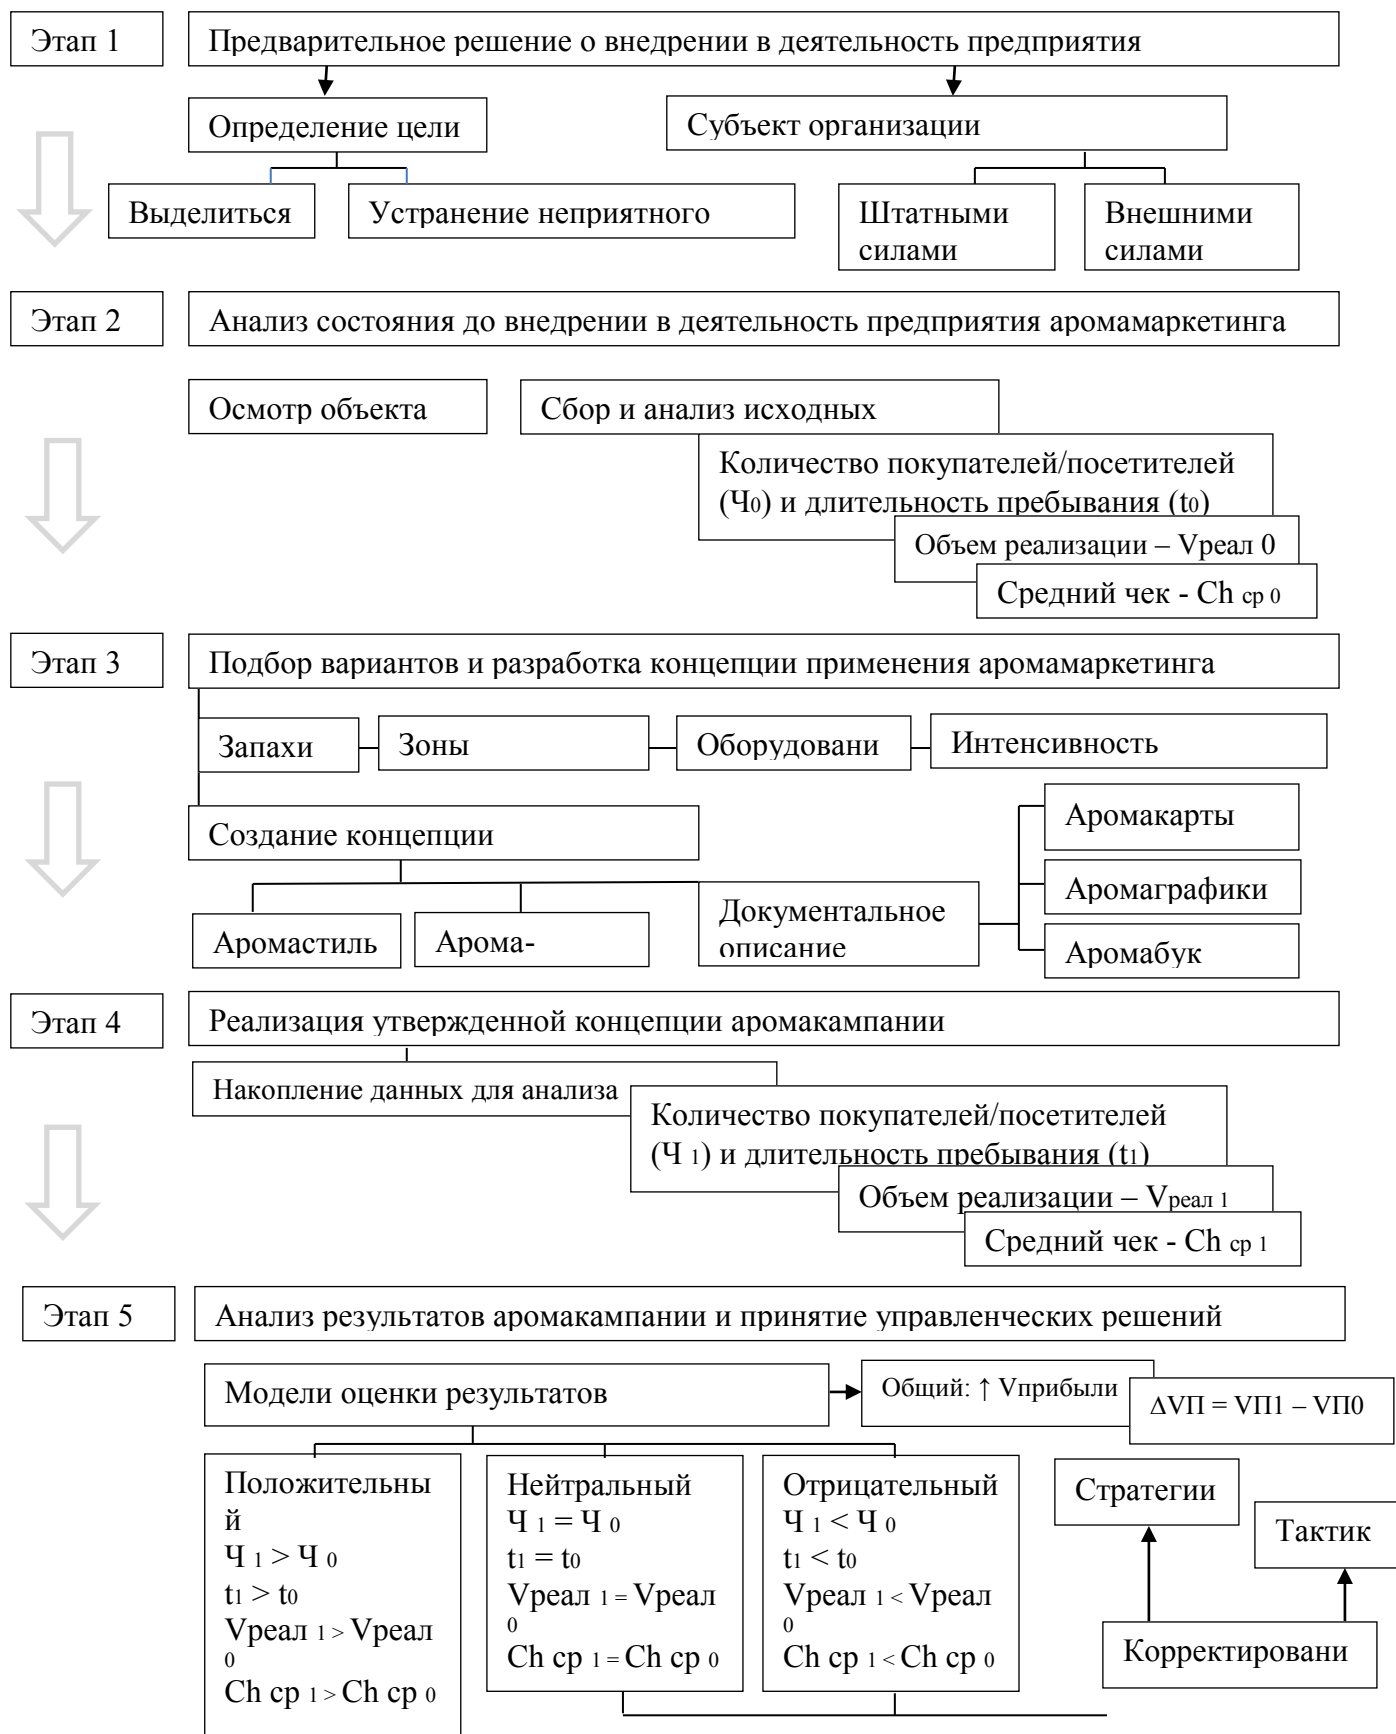 Этап 1
Предварительное решение о внедрении в деятельность предприятия
Определение цели
Субъект организации
Выделиться
Устранение неприятного
Штатными
силами
Внешними
силами
Этап 2
Анализ состояния до внедрении в деятельность предприятия аромамаркетинга
Осмотр объекта
Сбор и анализ исходных
Количество покупателей/посетителей
(Ч0) и длительность пребывания (t0)
Объем реализации – Vреал 0
Средний чек - Ch ср 0
Этап 3
Подбор вариантов и разработка концепции применения аромамаркетинга
Запахи
Зоны
Оборудовани
Интенсивность
Создание концепции
Аромакарты
Аромаграфики
Аромабук
Аромастиль
Арома-
Документальное
описание
Этап 4
Реализация утвержденной концепции аромакампании
Накопление данных для анализа
Количество покупателей/посетителей
(Ч 1) и длительность пребывания (t1)
Объем реализации – Vреал 1
Средний чек - Ch ср 1
Этап 5
Анализ результатов аромакампании и принятие управленческих решений
Модели оценки результатов
Общий: ↑ Vприбыли
ΔVП = VП1 – VП0
Положительны
й
Ч 1 > Ч 0
t1 > t0
Vреал 1 > Vреал
0
Ch ср 1 > Ch ср 0
Нейтральный
Ч 1 = Ч 0
t1 = t0
Vреал 1 = Vреал
0
Ch ср 1 = Ch ср 0
Отрицательный
Ч 1 < Ч 0
t1 < t0
Vреал 1 < Vреал
0
Ch ср 1 < Ch ср 0
Стратегии
Тактик
Корректировани